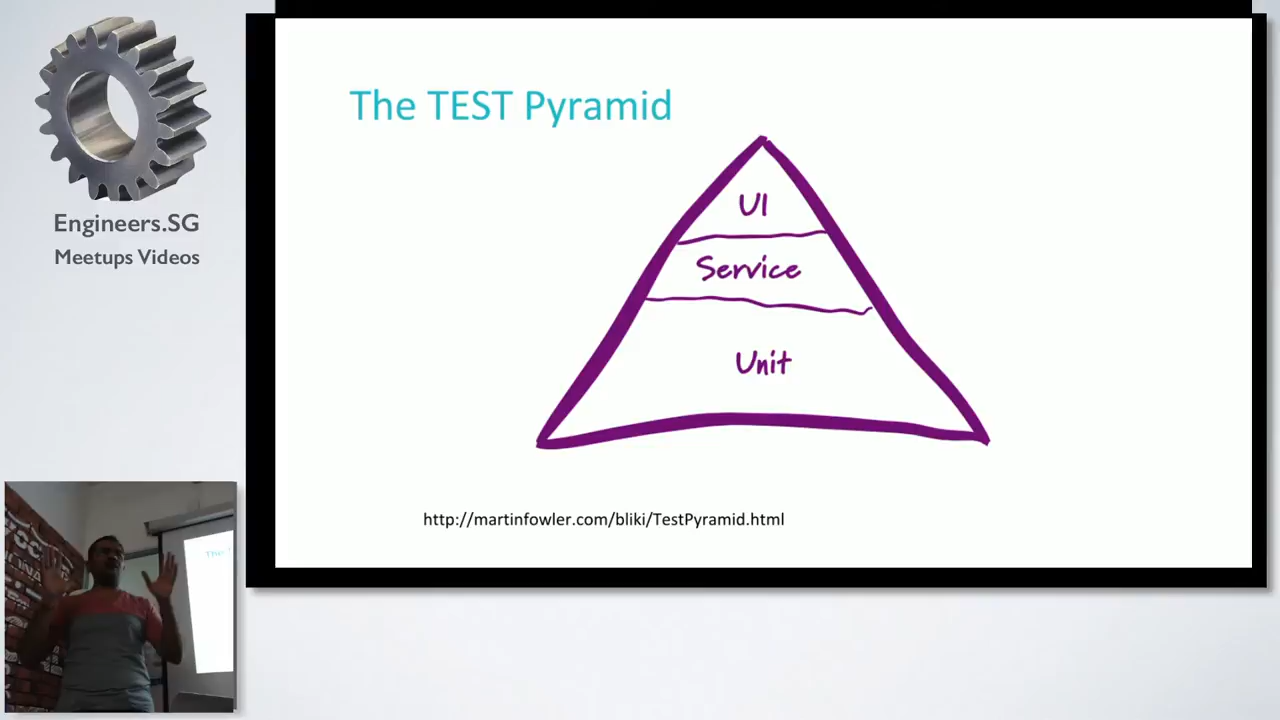 Engineers.SG
Meetups Videos
The TEST Pyramid
UI
Service
Unit
http://martinfowler.com/bliki/TestPyramid.html